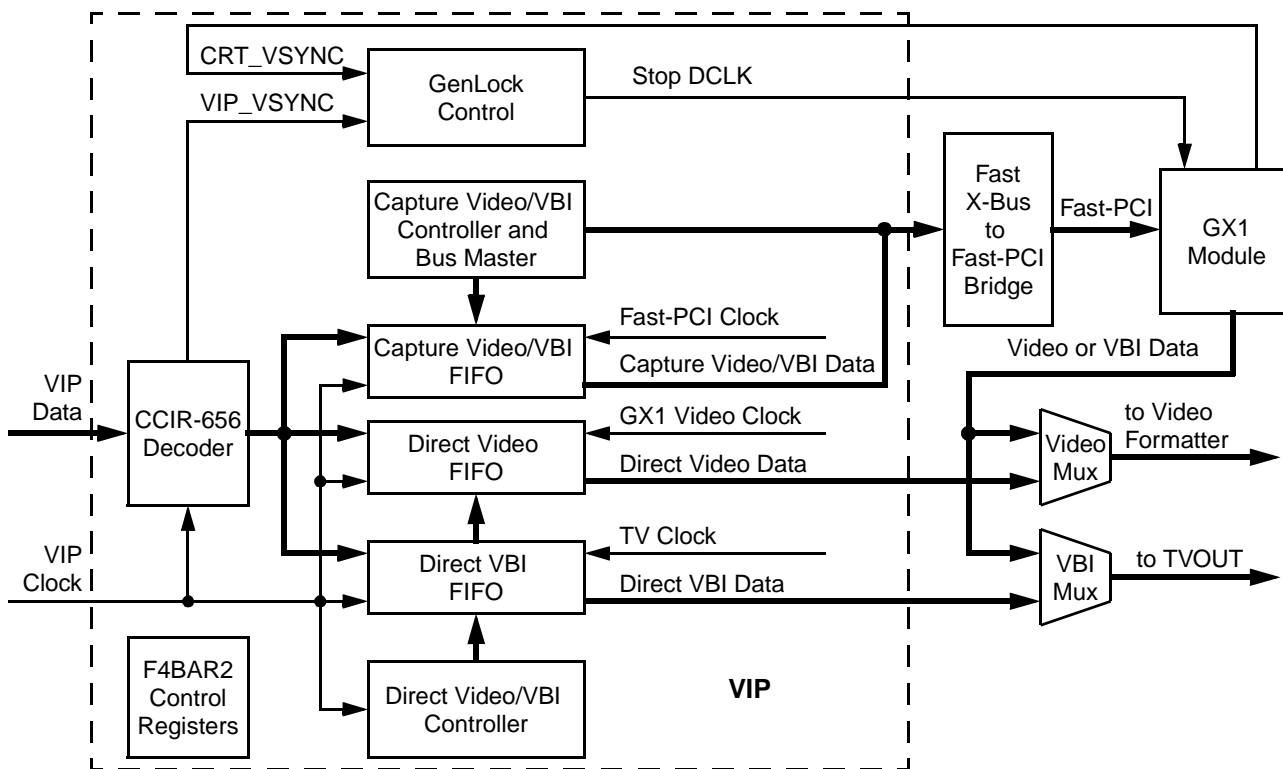 CRT_VSYNC
VIP_VSYNC
GenLock
Control
Stop DCLK
Capture Video/VBI
Controller and
Bus Master
Fast
X-Bus
to
Fast-PCI
Bridge
Fast-PCI
GX1
Module
Fast-PCI Clock
Capture Video/VBI
FIFO
Capture Video/VBI Data
Video or VBI Data
VIP
Data
CCIR-656
Decoder
GX1 Video Clock
Direct Video
FIFO
Direct Video Data
Video
Mux
to Video
Formatter
TV Clock
VIP
Clock
Direct VBI
FIFO
Direct VBI Data
VBI
Mux
to TVOUT
F4BAR2
Control
Registers
Direct Video/VBI
Controller
VIP